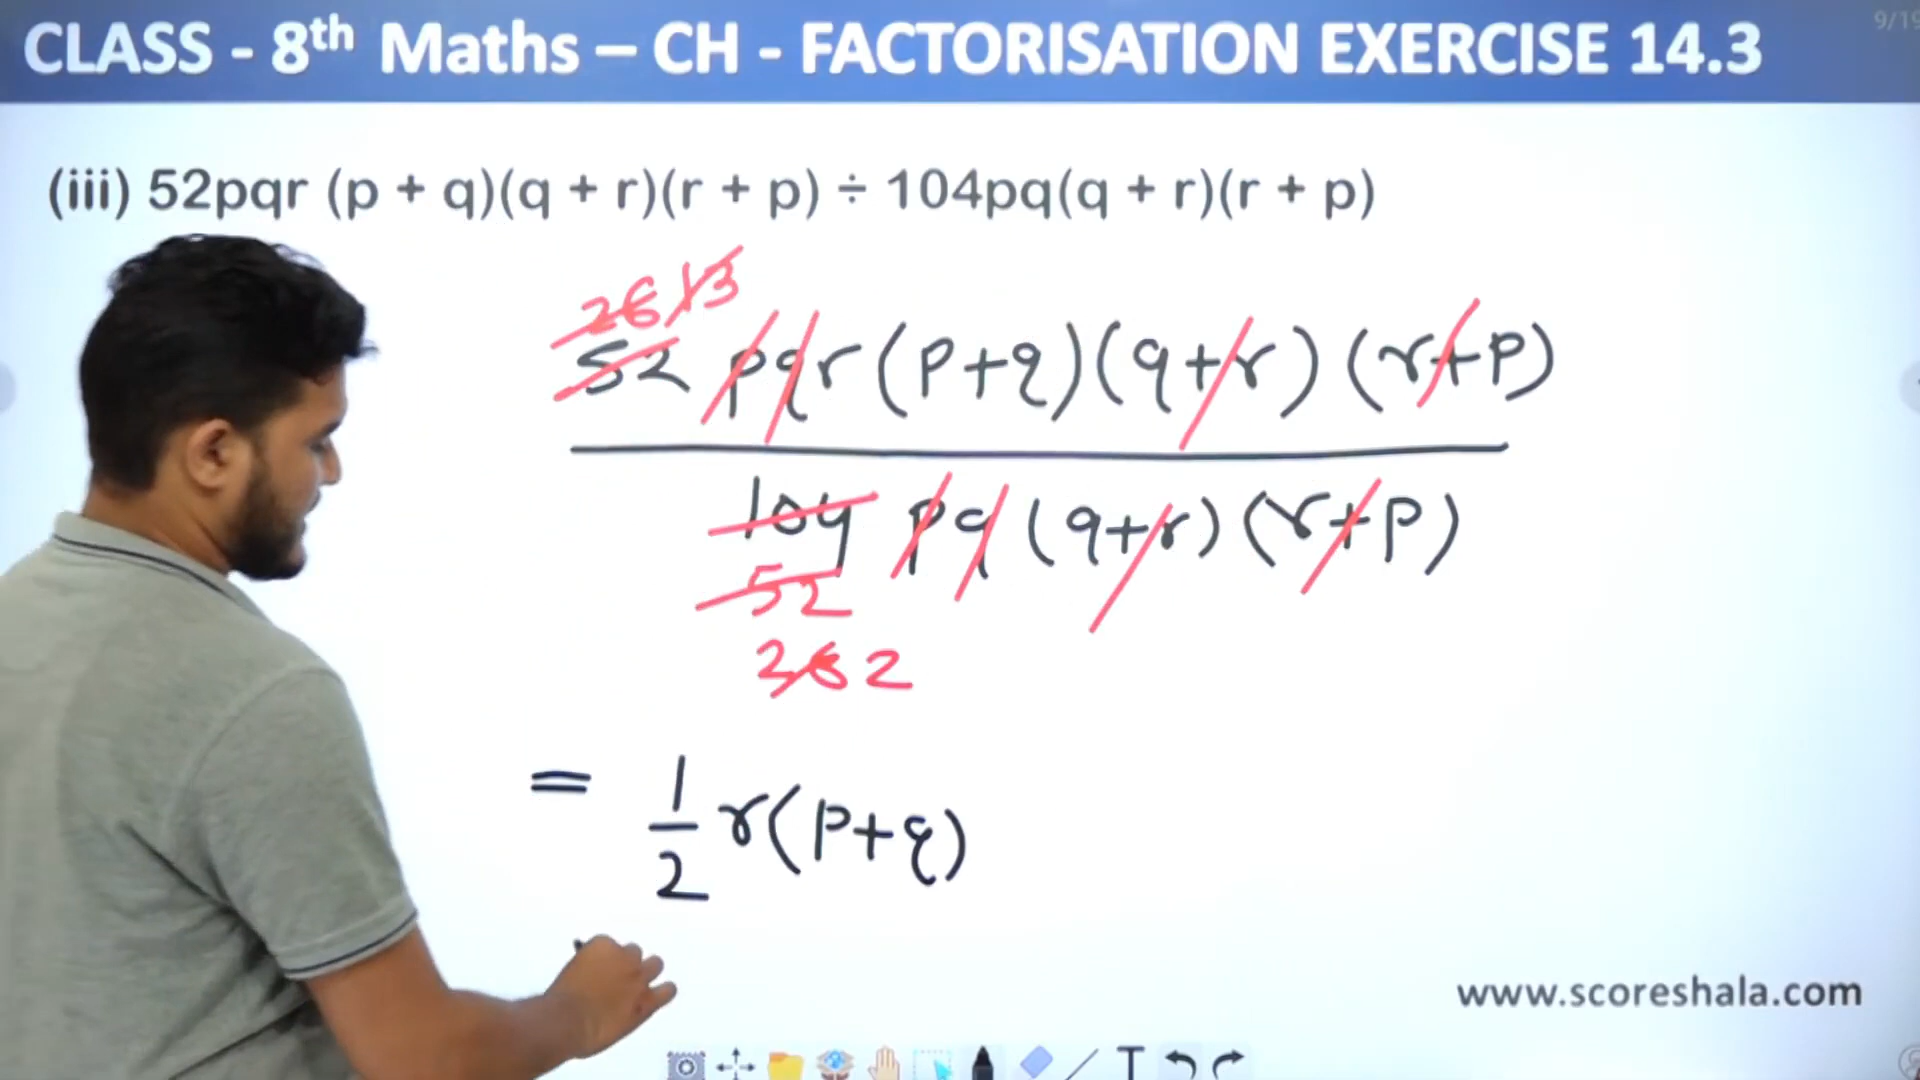 CLASS - 8th Maths – CH - FACTORISATION EXERCISE 14.3
9/19
(iii) 52pqr (p + q)(q + r)(r + p) ÷ 104pq(q + r)(r + p)
26 13
52 pqr (p+q) (q+r) (r+p)
104 pq (q+r) (r+p)
52
26 2
= 1/2 r(p+q)
www.scoreshala.com
T